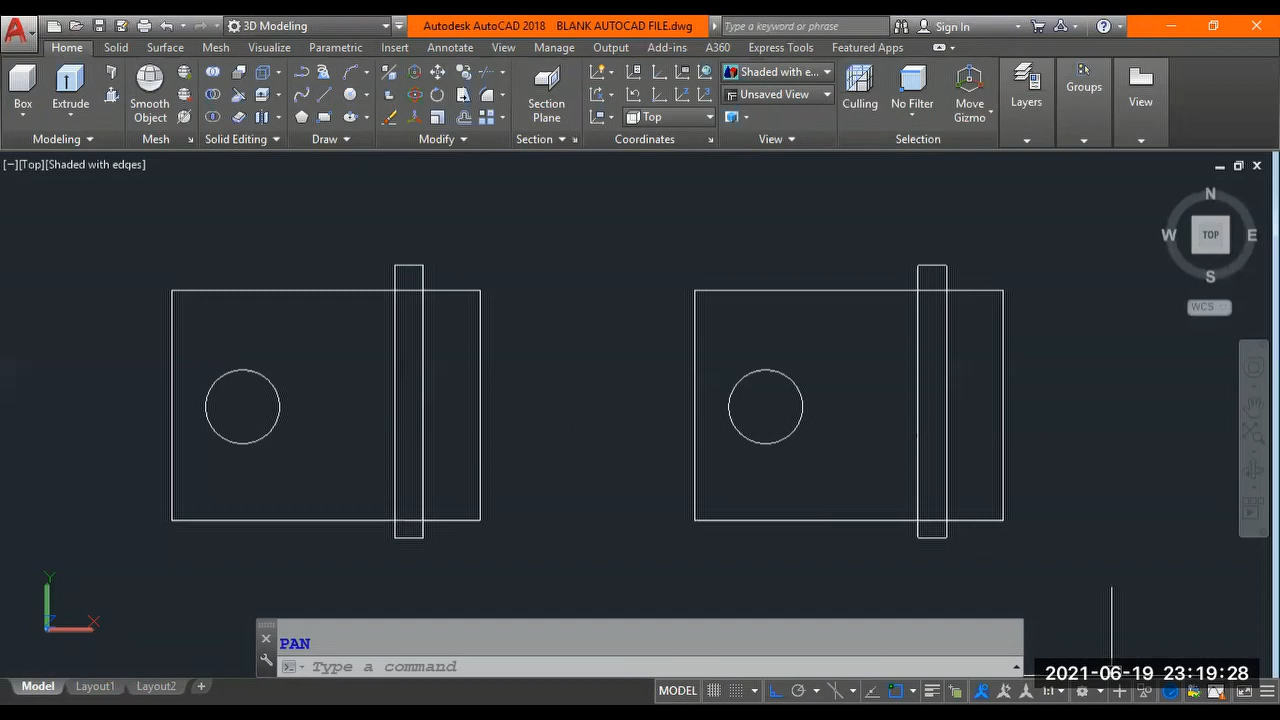 Autodesk AutoCAD 2018 BLANK AUTOCAD FILE.dwg
3D Modeling
Type a keyword or phrase
Sign In
Home Solid Surface Mesh Visualize Parametric Insert Annotate View Manage Output Add-ins A360 Express Tools Featured Apps
Box
Extrude
Smooth Object
Section Plane
Top
Shaded with e...
Unsaved View
Culling
No Filter
Move Gizmo
Layers
Groups
View
Modeling
Mesh
Solid Editing
Draw
Modify
Section
Coordinates
View
Selection
[−][Top][Shaded with edges]
N
W TOP E
S
WCS
Y
Z X
PAN
Type a command
2021-06-19 23:19:28
Model Layout1 Layout2 +
MODEL
1:1